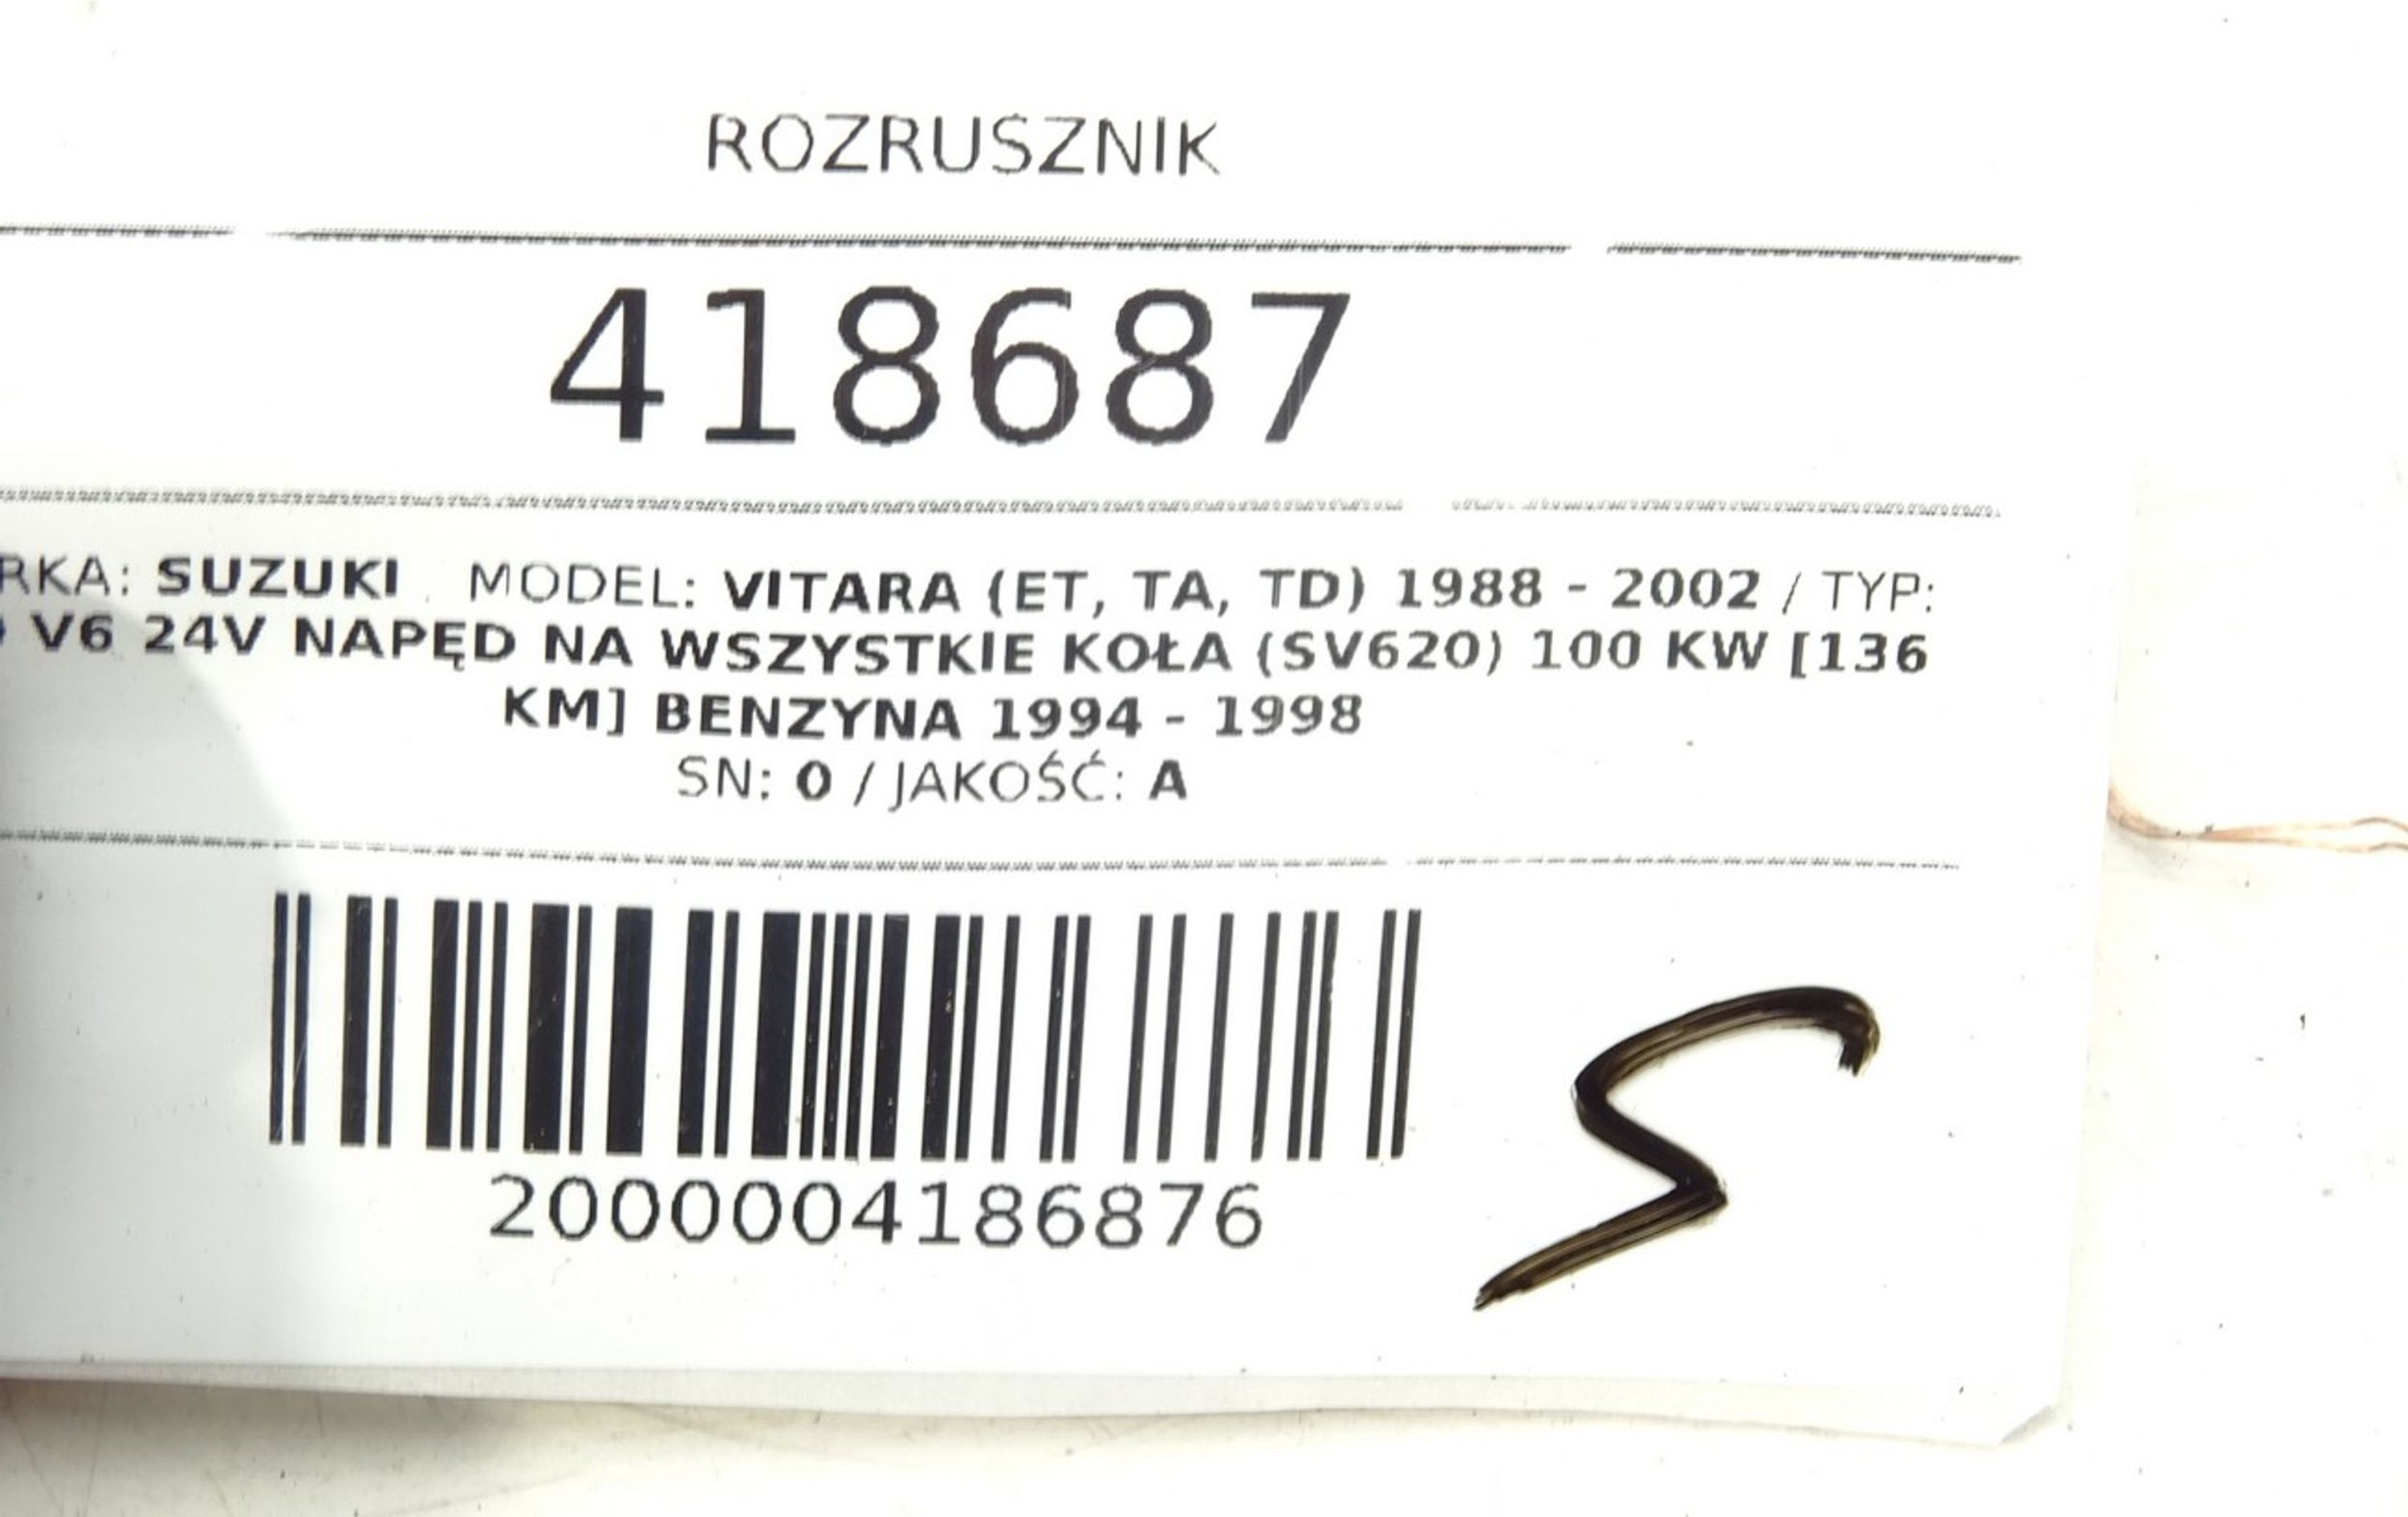 ROZRUSZNIK
418687
RKA: SUZUKI MODEL: VITARA (ET, TA, TD) 1988 - 2002 / TYP:
V6 24V NAPĘD NA WSZYSTKIE KOŁA (SV620) 100 KW [136
KM] BENZYNA 1994 - 1998
SN: 0 / JAKOŚĆ: A
2000004186876
S